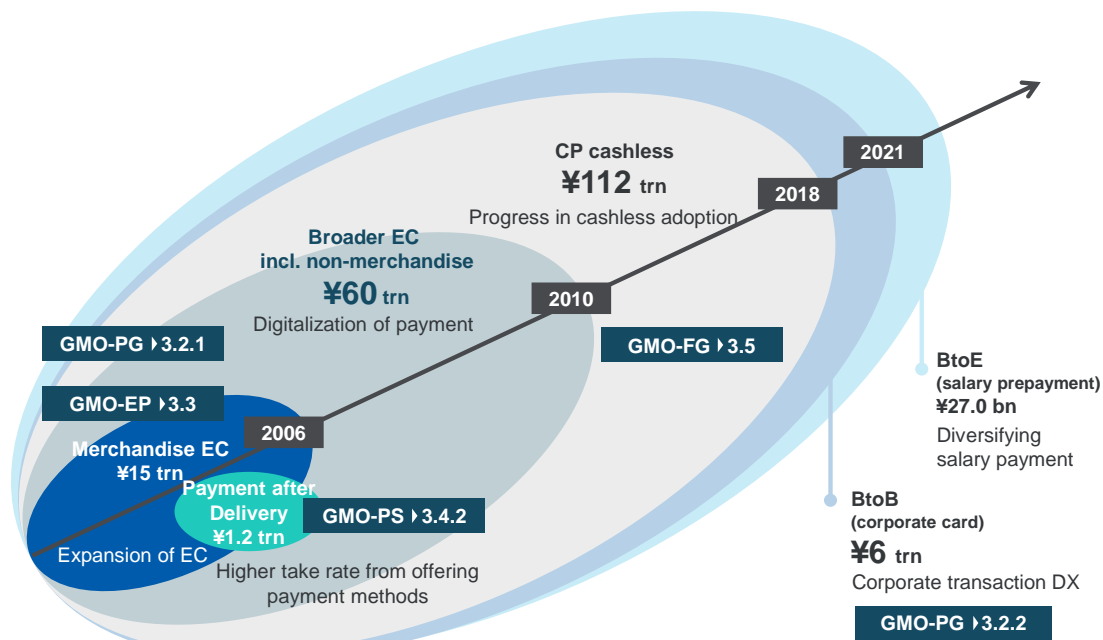 2021
CP cashless
¥112 trn
2018
Progress in cashless adoption
Broader EC
incl. non-merchandise
¥60 trn
2010
Digitalization of payment
GMO-PG ▸ 3.2.1
GMO-FG ▸ 3.5
BtoE
(salary prepayment)
¥27.0 bn
Diversifying
salary payment
GMO-EP ▸ 3.3
2006
Merchandise EC
¥15 trn
Payment after
Delivery
¥1.2 trn
GMO-PS ▸ 3.4.2
Expansion of EC
Higher take rate from offering
payment methods
BtoB
(corporate card)
¥6 trn
Corporate transaction DX
GMO-PG ▸ 3.2.2